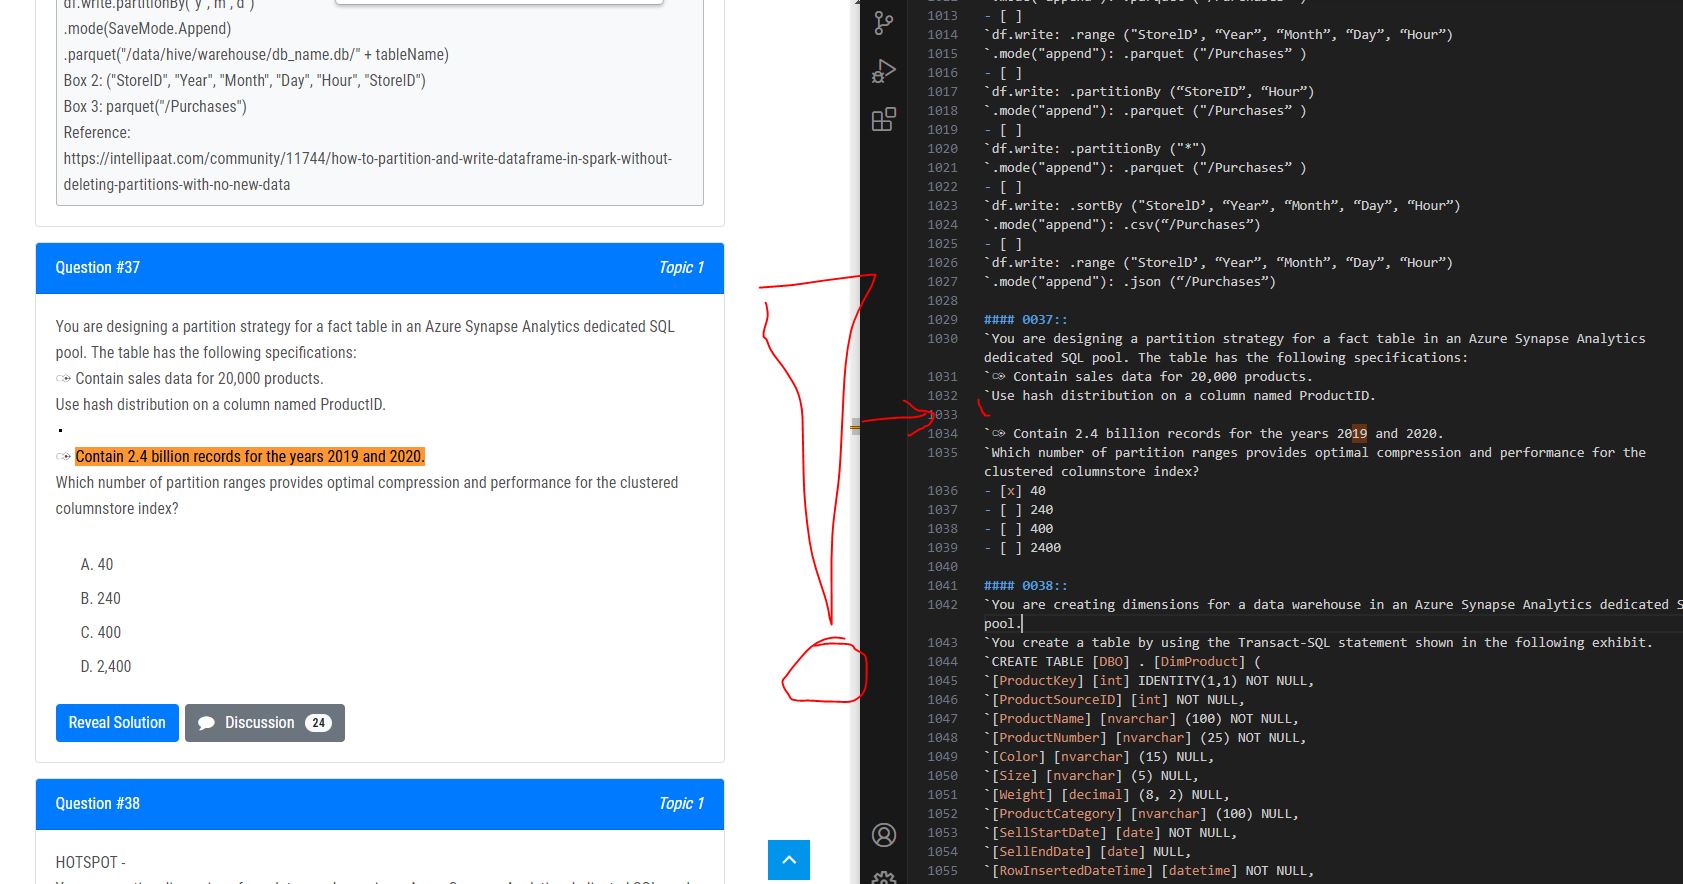 df.write.partitionBy("y","m","d")
.mode(SaveMode.Append)
.parquet("/data/hive/warehouse/db_name.db/" + tableName)
Box 2: ("StoreID", "Year", "Month", "Day", "Hour", "StoreID")
Box 3: parquet("/Purchases")
Reference:
https://intellipaat.com/community/11744/how-to-partition-and-write-dataframe-in-spark-without-
deleting-partitions-with-no-new-data
Question #37 Topic 1
You are designing a partition strategy for a fact table in an Azure Synapse Analytics dedicated SQL
pool. The table has the following specifications:
Contain sales data for 20,000 products.
Use hash distribution on a column named ProductID.
.
Contain 2.4 billion records for the years 2019 and 2020.
Which number of partition ranges provides optimal compression and performance for the clustered
columnstore index?
A. 40
B. 240
C. 400
D. 2,400
Reveal Solution Discussion 24
Question #38 Topic 1
HOTSPOT -
1013 - [ ]
1014 `df.write: .range ("StorelD’, “Year”, “Month”, “Day”, “Hour”)
1015 `.mode("append"): .parquet ("/Purchases” )
1016 - [ ]
1017 `df.write: .partitionBy (“StoreID”, “Hour”)
1018 `.mode("append"): .parquet ("/Purchases” )
1019 - [ ]
1020 `df.write: .partitionBy ("*")
1021 `.mode("append"): .parquet ("/Purchases” )
1022 - [ ]
1023 `df.write: .sortBy ("StorelD’, “Year”, “Month”, “Day”, “Hour”)
1024 `.mode("append"): .csv(“/Purchases”)
1025 - [ ]
1026 `df.write: .range ("StorelD’, “Year”, “Month”, “Day”, “Hour”)
1027 `.mode("append"): .json (“/Purchases”)
1028
1029 #### 0037::
1030 `You are designing a partition strategy for a fact table in an Azure Synapse Analytics
dedicated SQL pool. The table has the following specifications:
1031 ` Contain sales data for 20,000 products.
1032 `Use hash distribution on a column named ProductID.
1033
1034 ` Contain 2.4 billion records for the years 2019 and 2020.
1035 `Which number of partition ranges provides optimal compression and performance for the
clustered columnstore index?
1036 - [x] 40
1037 - [ ] 240
1038 - [ ] 400
1039 - [ ] 2400
1040
1041 #### 0038::
1042 `You are creating dimensions for a data warehouse in an Azure Synapse Analytics dedicated S
pool.
1043 `You create a table by using the Transact-SQL statement shown in the following exhibit.
1044 `CREATE TABLE [DBO] . [DimProduct] (
1045 `[ProductKey] [int] IDENTITY(1,1) NOT NULL,
1046 `[ProductSourceID] [int] NOT NULL,
1047 `[ProductName] [nvarchar] (100) NOT NULL,
1048 `[ProductNumber] [nvarchar] (25) NOT NULL,
1049 `[Color] [nvarchar] (15) NULL,
1050 `[Size] [nvarchar] (5) NULL,
1051 `[Weight] [decimal] (8, 2) NULL,
1052 `[ProductCategory] [nvarchar] (100) NULL,
1053 `[SellStartDate] [date] NOT NULL,
1054 `[SellEndDate] [date] NULL,
1055 `[RowInsertedDateTime] [datetime] NOT NULL,